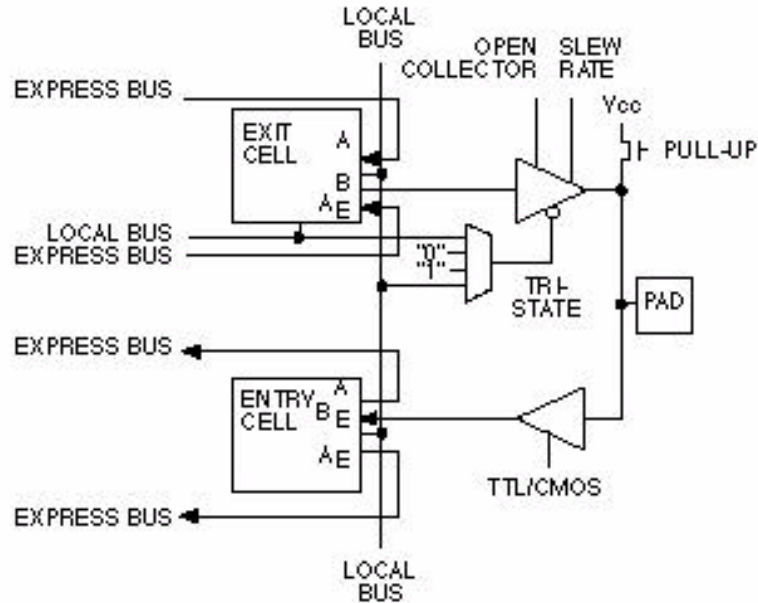 LOCAL
BUS
OPEN
COLLECTOR
SLEW
RATE
EXPRESS BUS
Vcc
EXIT
CELL
A
PULL-UP
B
A E
LOCAL BUS
EXPRESS BUS
"0"
"1"
TRI-
STATE
PAD
EXPRESS BUS
A
ENTRY
CELL
B E
A E
TTL/CMOS
EXPRESS BUS
LOCAL
BUS